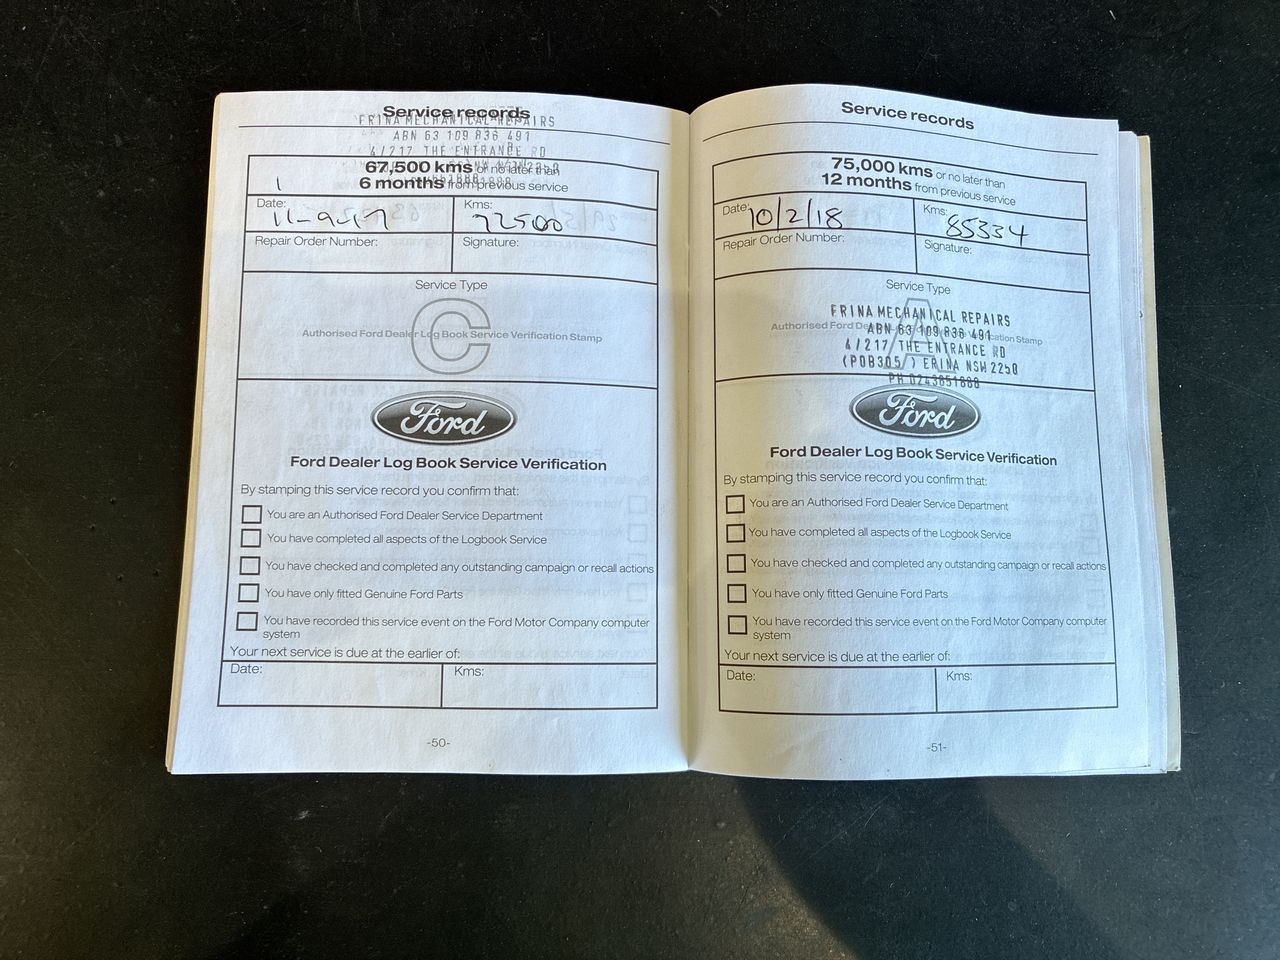 Service records
FRINA MECHANICAL REPAIRS
ABN 63 109 836 491
4/217 THE ENTRANCE RD
67,500 kms or no later than
6 months from previous service
Date: 11-9-17
Kms: 72500
Repair Order Number:
Signature:
Service Type
C
Authorised Ford Dealer Log Book Service Verification Stamp
Ford
Ford Dealer Log Book Service Verification
By stamping this service record you confirm that:
You are an Authorised Ford Dealer Service Department
You have completed all aspects of the Logbook Service
You have checked and completed any outstanding campaign or recall actions
You have only fitted Genuine Ford Parts
You have recorded this service event on the Ford Motor Company computer
system
Your next service is due at the earlier of:
Date:
Kms:
-50-
Service records
75,000 kms or no later than
12 months from previous service
Date: 10/2/18
Kms: 85334
Repair Order Number:
Signature:
Service Type
A
FRINA MECHANICAL REPAIRS
Authorised Ford cation Stamp
ABN 63 109 836 491
4/217 THE ENTRANCE RD
(POB305 ) ERINA NSW 2250
PH 0243651888
Ford
Ford Dealer Log Book Service Verification
By stamping this service record you confirm that:
You are an Authorised Ford Dealer Service Department
You have completed all aspects of the Logbook Service
You have checked and completed any outstanding campaign or recall actions
You have only fitted Genuine Ford Parts
You have recorded this service event on the Ford Motor Company computer
system
Your next service is due at the earlier of:
Date:
Kms:
-51-